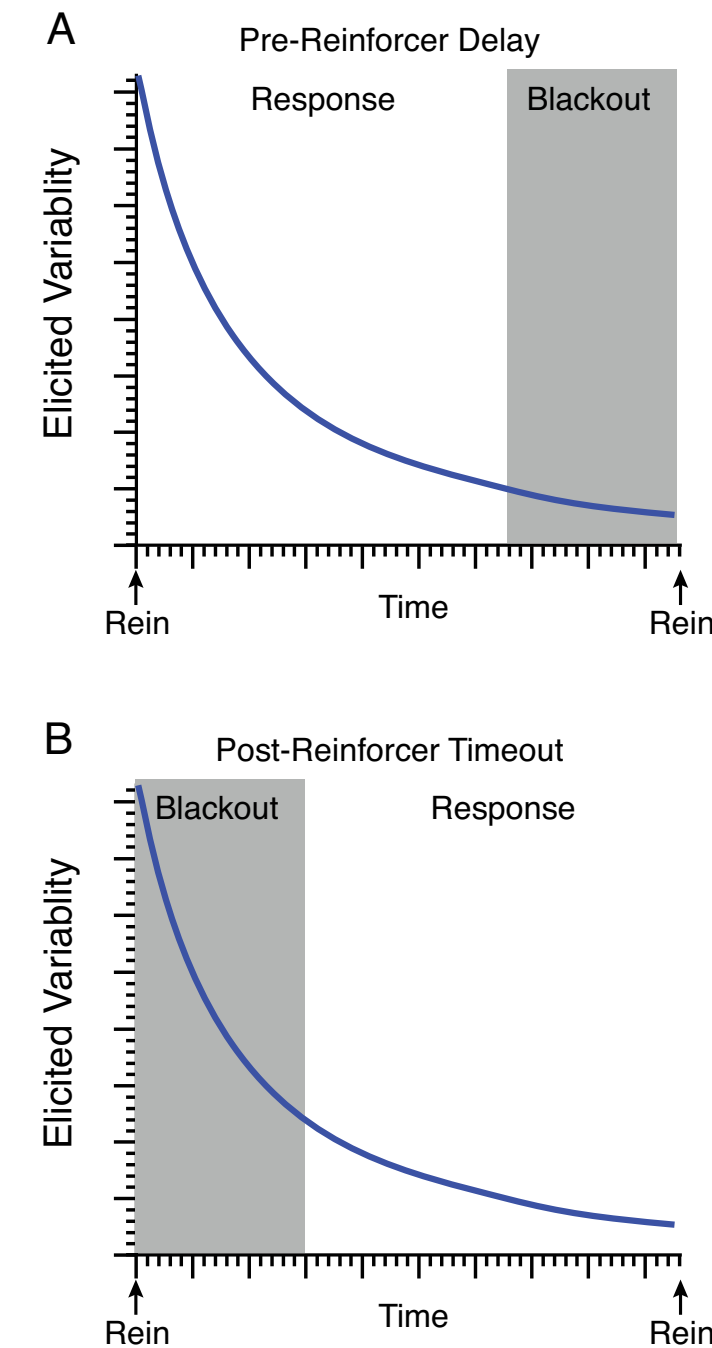 A
Pre-Reinforcer Delay
Response
Blackout
Elicited Variablity
Time
Rein
Rein
B
Post-Reinforcer Timeout
Blackout
Response
Elicited Variablity
Time
Rein
Rein